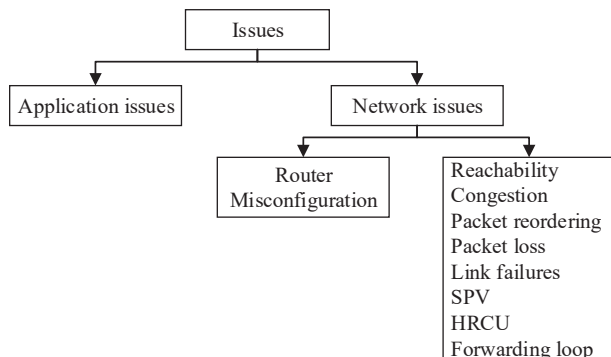 Issues
Application issues
Network issues
Router
Misconfiguration
Reachability
Congestion
Packet reordering
Packet loss
Link failures
SPV
HRCU
Forwarding loop